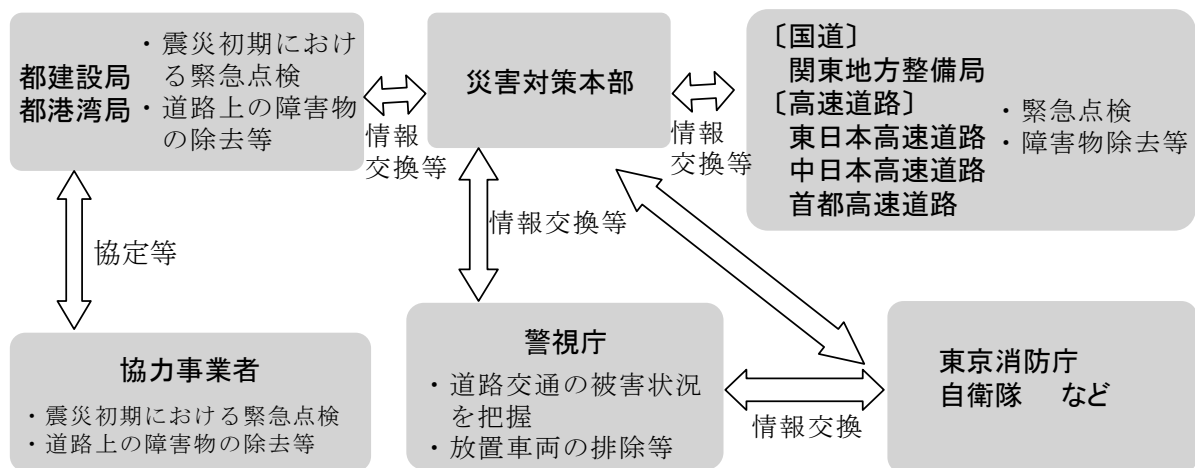 都建設局
都港湾局
・震災初期におけ
る緊急点検
・道路上の障害物
の除去等
情報
交換等
災害対策本部
情報
交換等
〔国道〕
関東地方整備局
〔高速道路〕
東日本高速道路
中日本高速道路
首都高速道路
・緊急点検
・障害物除去等
協定等
情報交換等
協力事業者
・震災初期における緊急点検
・道路上の障害物の除去等
警視庁
・道路交通の被害状況
を把握
・放置車両の排除等
情報交換
東京消防庁
自衛隊 など